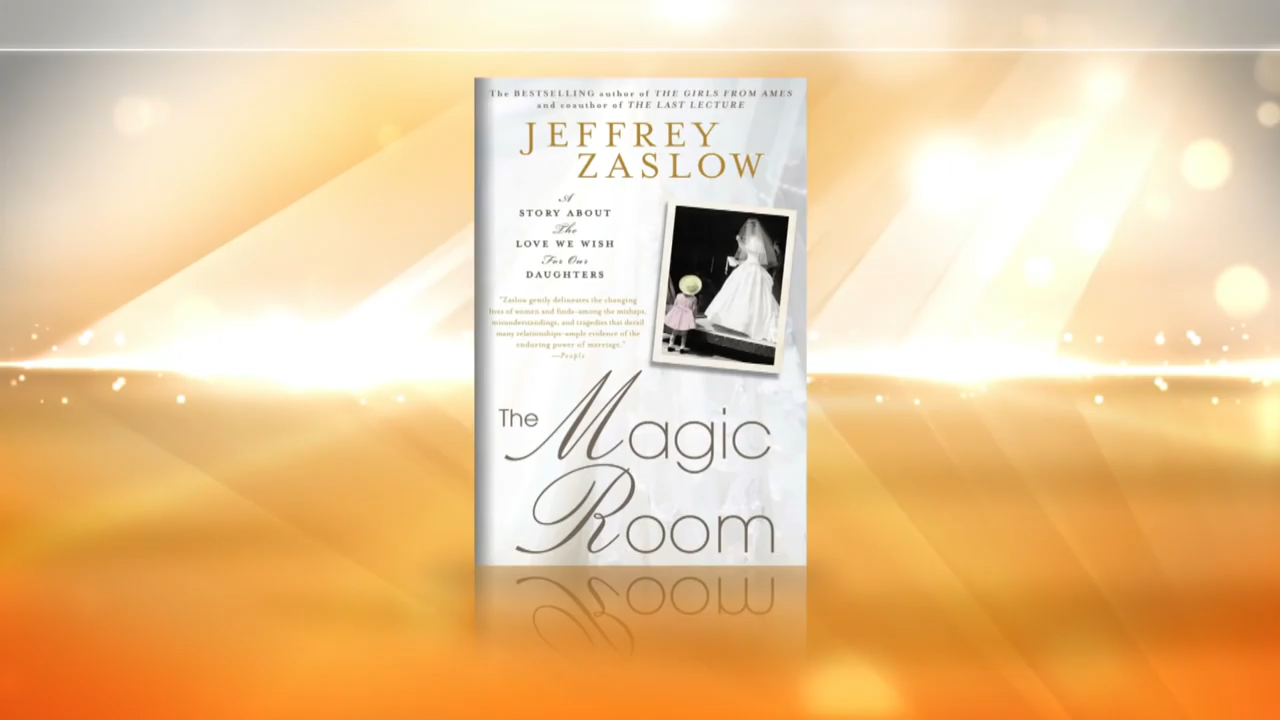 The BESTSELLING author of THE GIRLS FROM AMES
and coauthor of THE LAST LECTURE
JEFFREY
ZASLOW
A
STORY ABOUT
The
LOVE WE WISH
For Our
DAUGHTERS
"Zaslow gently delineates the changing
lives of women and finds–among the mishaps,
misunderstandings, and tragedies that derail
many relationships–ample evidence of the
enduring power of marriage."
—People
The Magic
Room